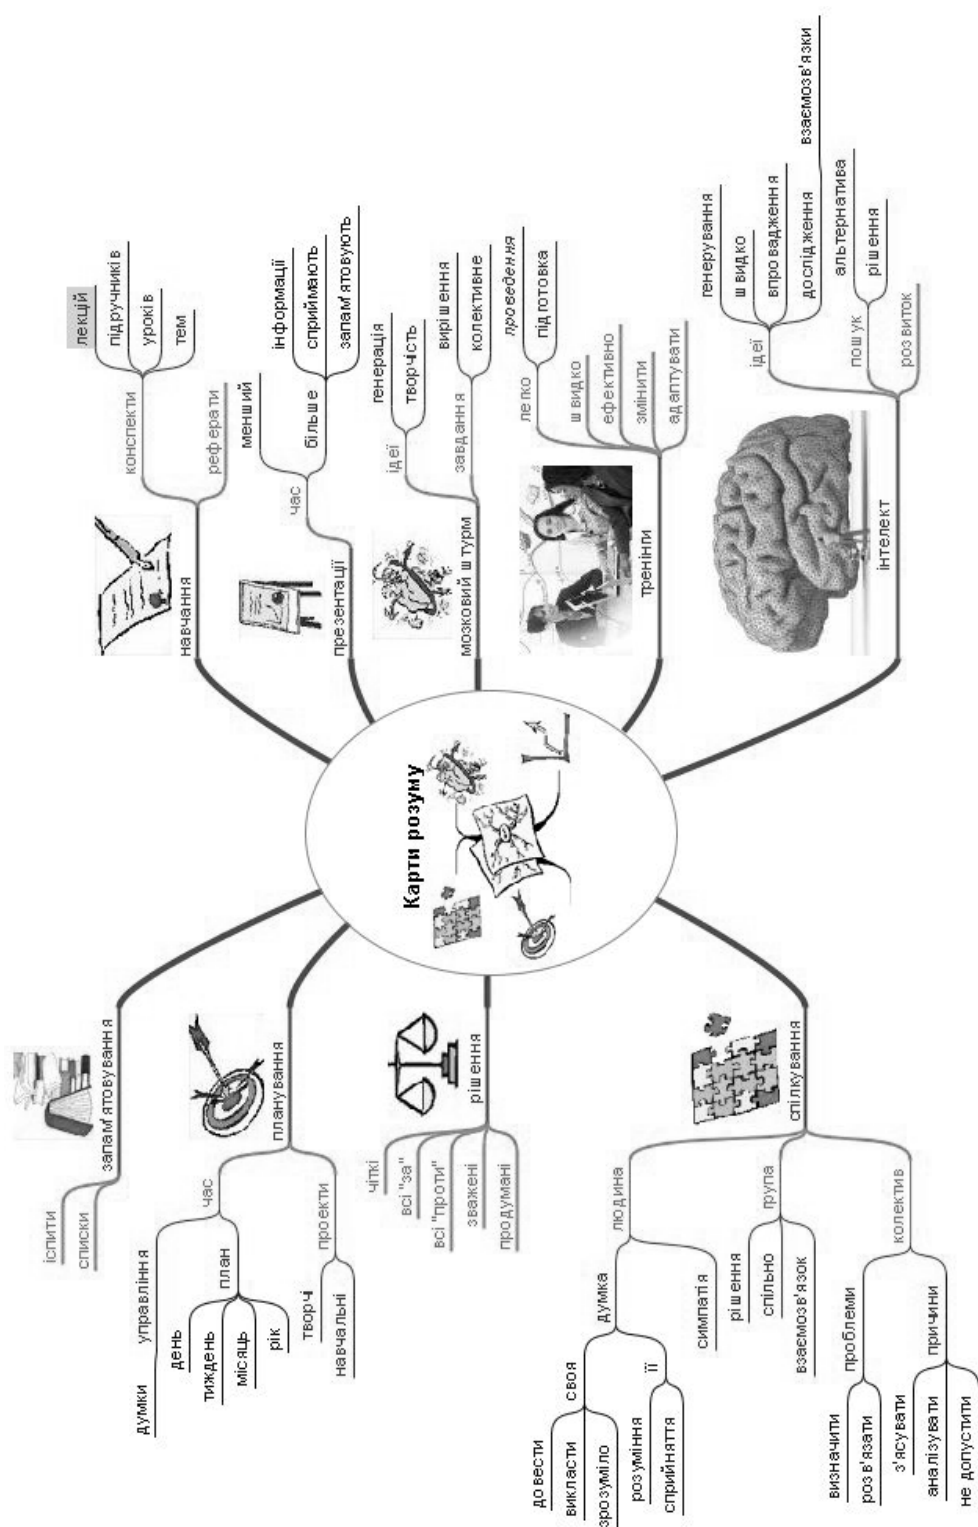 Карти розуму
навчання
конспекти
лекцій
підручників
уроків
тем
реферати
презентації
час
менший
більше
інформації
сприймають
запам'ятовують
мозковий штурм
ідеї
генерація
творчість
завдання
вирішення
колективне
тренінги
легко
проведення
підготовка
швидко
ефективно
змінити
адаптувати
інтелект
ідеї
генерування
швидко
впровадження
дослідження
взаємозв'язки
пошук
альтернатива
рішення
розвиток
запам'ятовування
іспити
списки
планування
час
управління
думки
план
день
тиждень
місяць
рік
проекти
творчі
навчальні
рішення
чіткі
всі "за"
всі "проти"
зважені
продумані
спілкування
людина
думка
своя
довести
викласти
зрозуміло
її
розуміння
сприйняття
симпатія
група
рішення
спільно
взаємозв'язок
колектив
проблеми
визначити
розв'язати
причини
з'ясувати
аналізувати
не допустити